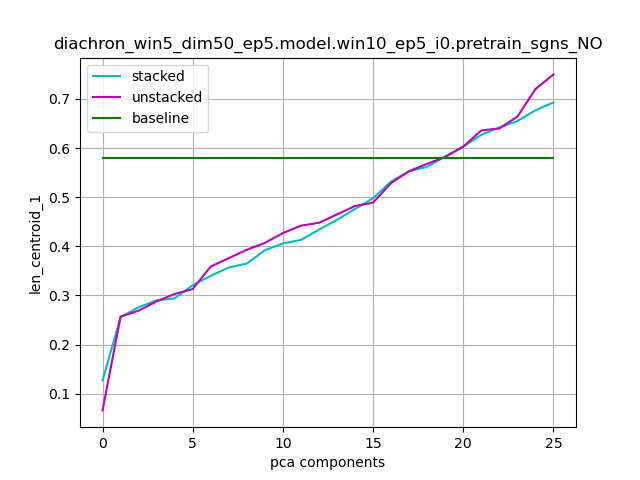 diachron_win5_dim50_ep5.model.win10_ep5_i0.pretrain_sgns_NO
stacked
unstacked
baseline
len_centroid_1
0.7
0.6
0.5
0.4
0.3
0.2
0.1
0 5 10 15 20 25
pca components